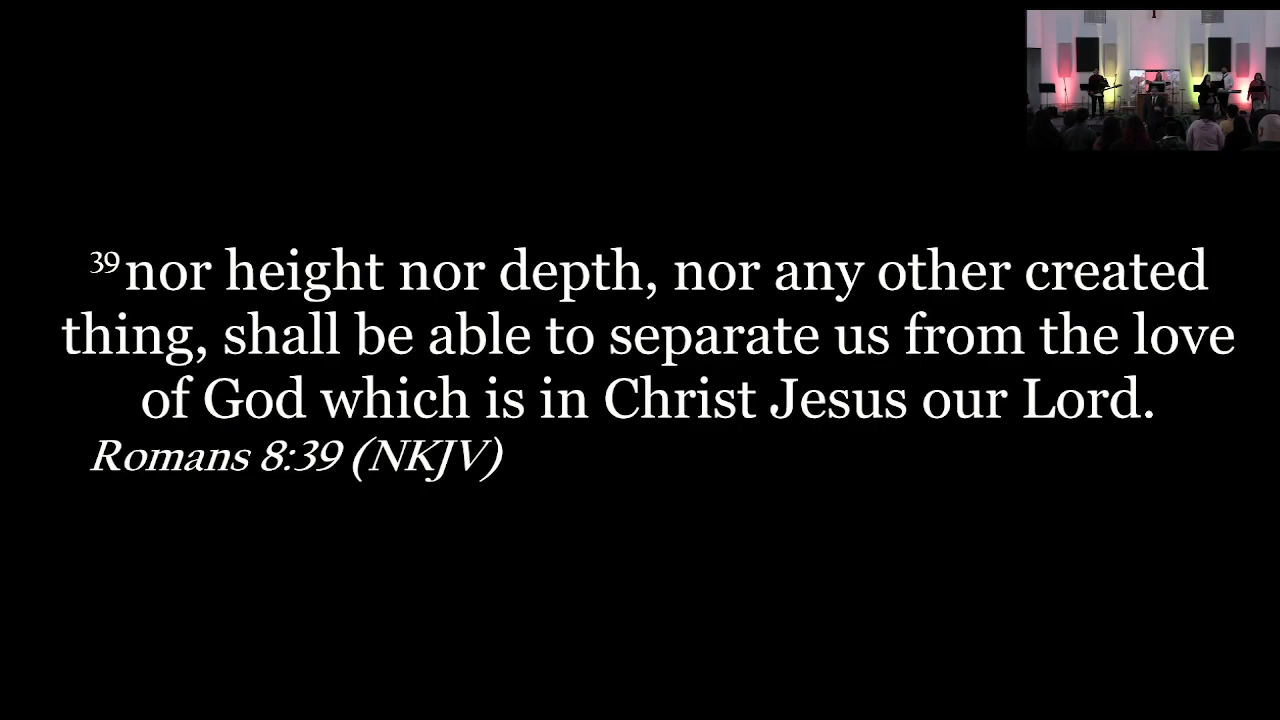 39nor height nor depth, nor any other created
thing, shall be able to separate us from the love
of God which is in Christ Jesus our Lord.
Romans 8:39 (NKJV)